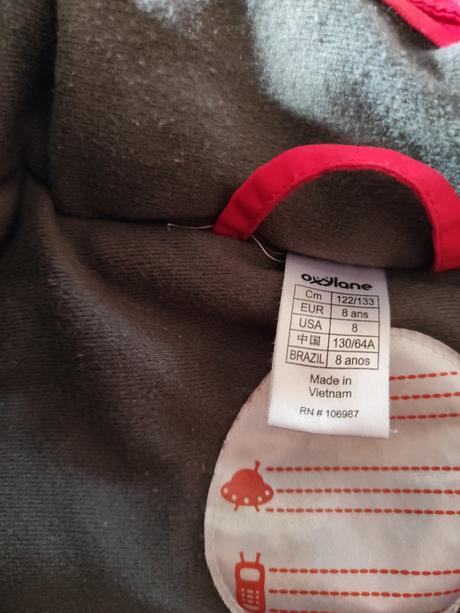 oxylane
Cm 122/133
EUR 8 ans
USA 8
中国 130/64A
BRAZIL 8 anos
Made in
Vietnam
RN # 106987